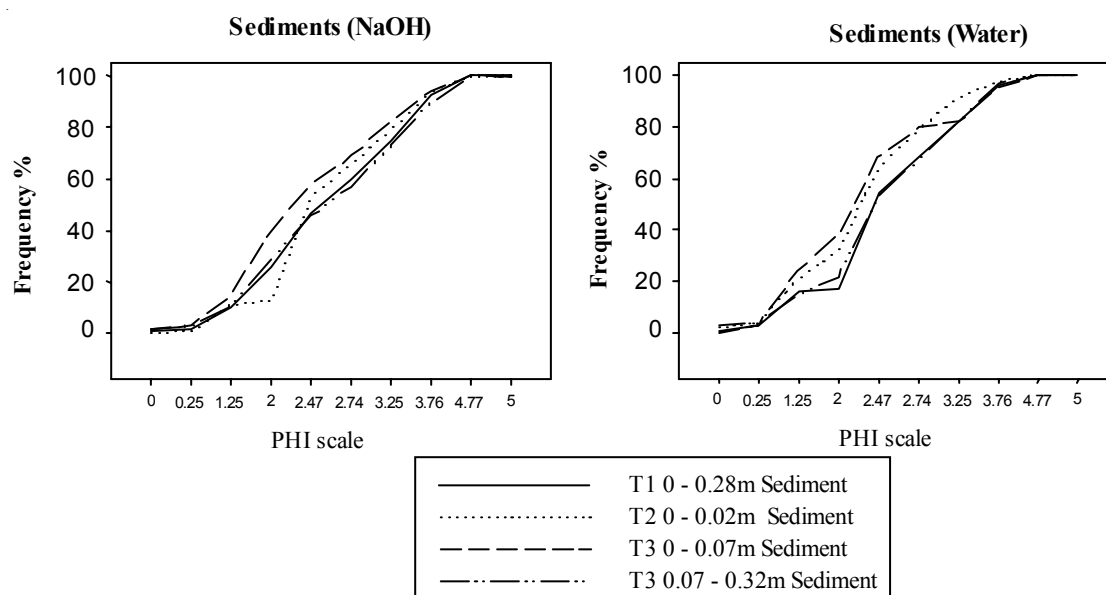 Sediments (NaOH)
Frequency %
100
80
60
40
20
0
0 0.25 1.25 2 2.47 2.74 3.25 3.76 4.77 5
PHI scale
Sediments (Water)
Frequency %
100
80
60
40
20
0
0 0.25 1.25 2 2.47 2.74 3.25 3.76 4.77 5
PHI scale
T1 0 - 0.28m Sediment
T2 0 - 0.02m Sediment
T3 0 - 0.07m Sediment
T3 0.07 - 0.32m Sediment